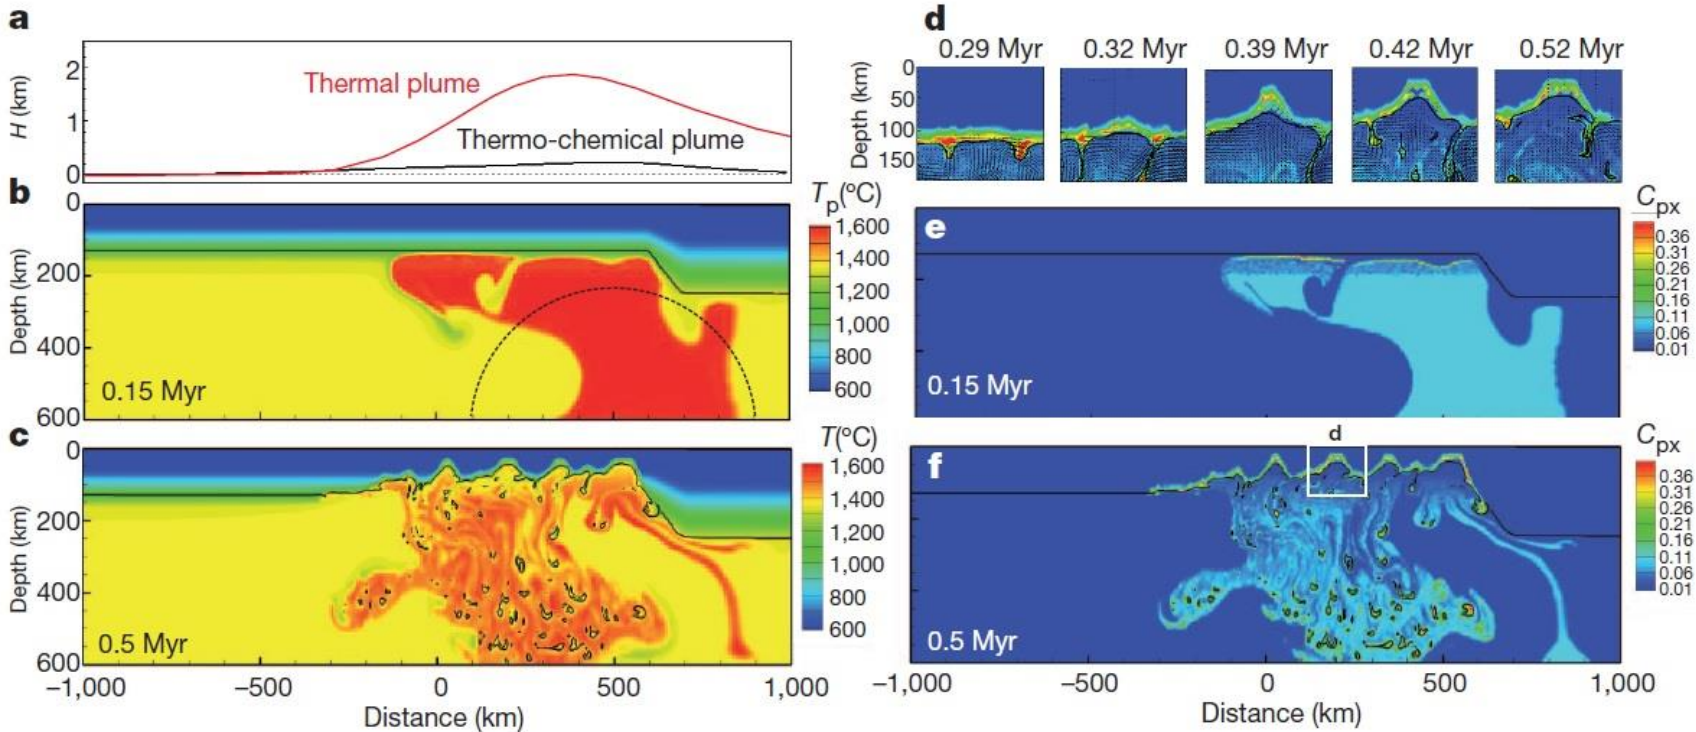 a
H (km)
2
1
0
Thermal plume
Thermo-chemical plume
b
Depth (km)
0
200
400
600
0.15 Myr
Tp(°C)
1,600
1,400
1,200
1,000
800
600
c
Depth (km)
0
200
400
600
0.5 Myr
T(°C)
1,600
1,400
1,200
1,000
800
600
−1,000 −500 0 500 1,000
Distance (km)
d
0.29 Myr 0.32 Myr 0.39 Myr 0.42 Myr 0.52 Myr
Depth (km)
0
50
100
150
e
0.15 Myr
Cpx
0.36
0.31
0.26
0.21
0.16
0.11
0.06
0.01
d
f
0.5 Myr
Cpx
0.36
0.31
0.26
0.21
0.16
0.11
0.06
0.01
−1,000 −500 0 500 1,000
Distance (km)